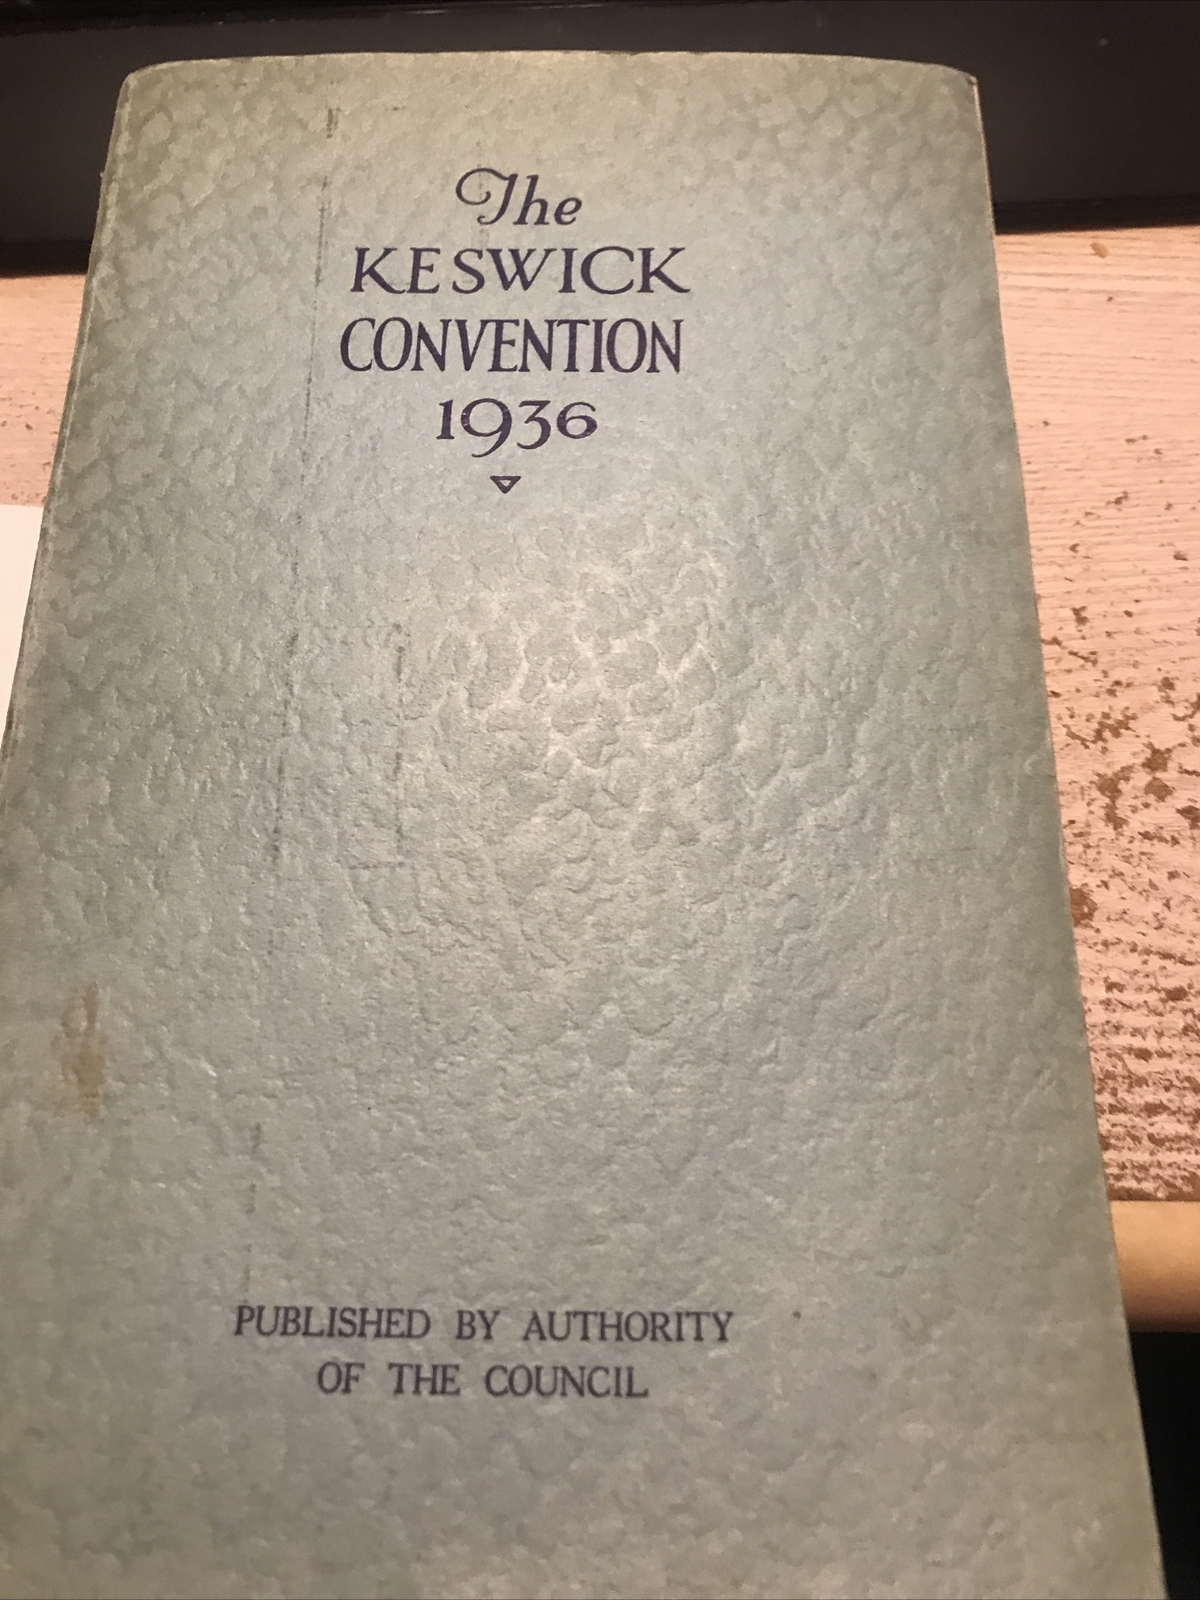 The
KESWICK
CONVENTION
1936
PUBLISHED BY AUTHORITY
OF THE COUNCIL